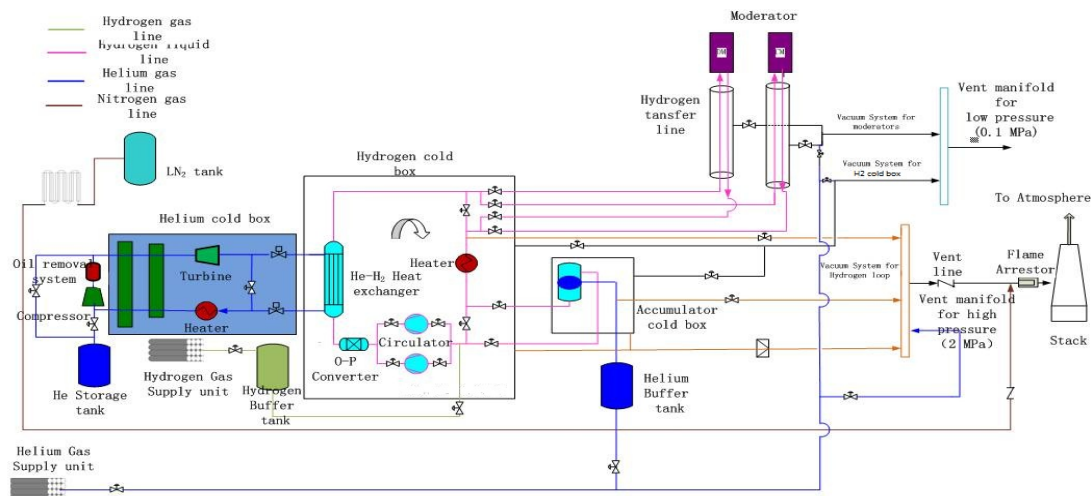 Hydrogen gas
line
Hydrogen liquid
line
Helium gas
line
Nitrogen gas
line
LN₂ tank
Moderator
Hydrogen
tansfer line
Vacuum System for
moderators
Vacuum System for
H2 cold box
Vent manifold
for
low pressure
(0.1 MPa)
Hydrogen cold
box
Helium cold box
Oil removal
system
Compressor
Turbine
Heater
He-H₂ Heat
exchanger
Heater
Circulator
O-P
Converter
Accumulator
cold box
Vacuum System for
Hydrogen loop
Vent
line
Flame
Arrestor
To Atmosphere
Vent manifold
for high
pressure
(2 MPa)
Stack
He Storage
tank
Hydrogen Gas
Supply unit
Hydrogen
Buffer
tank
Helium
Buffer
tank
Helium Gas
Supply unit